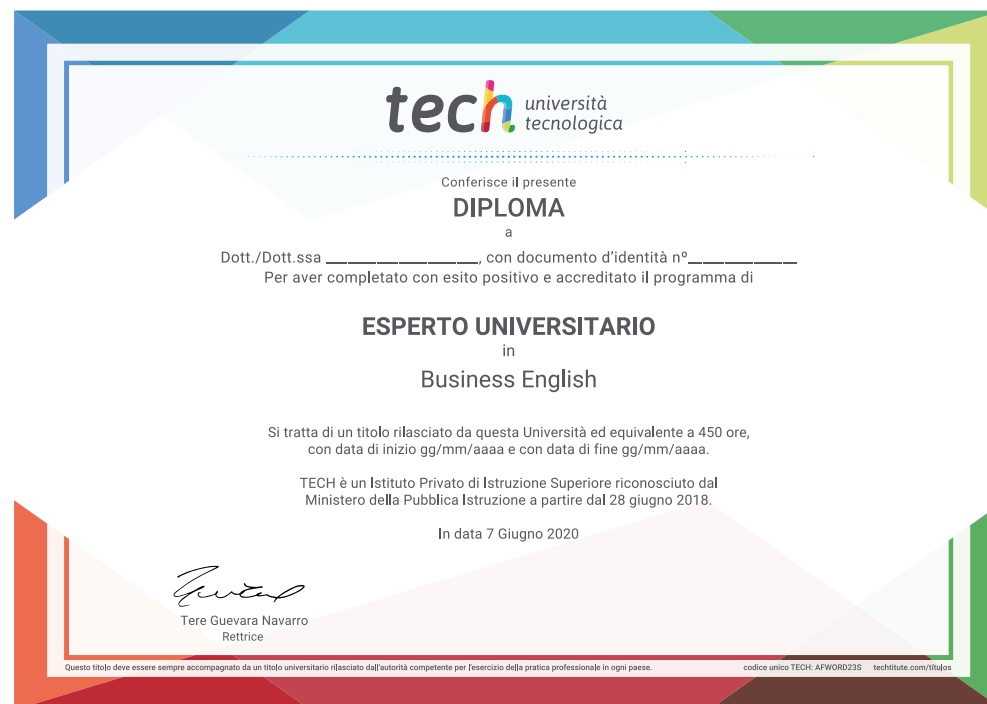 tech università
tecnologica
Conferisce il presente
DIPLOMA
a
Dott./Dott.ssa ___________________, con documento d'identità nº______________
Per aver completato con esito positivo e accreditato il programma di
ESPERTO UNIVERSITARIO
in
Business English
Si tratta di un titolo rilasciato da questa Università ed equivalente a 450 ore,
con data di inizio gg/mm/aaaa e con data di fine gg/mm/aaaa.
TECH è un Istituto Privato di Istruzione Superiore riconosciuto dal
Ministero della Pubblica Istruzione a partire dal 28 giugno 2018.
In data 7 Giugno 2020
Tere Guevara Navarro
Rettrice
Questo titolo deve essere sempre accompagnato da un titolo universitario rilasciato dall'autorità competente per l'esercizio della pratica professionale in ogni paese. codice unico TECH: AFWORD23S techtitute.com/títulos